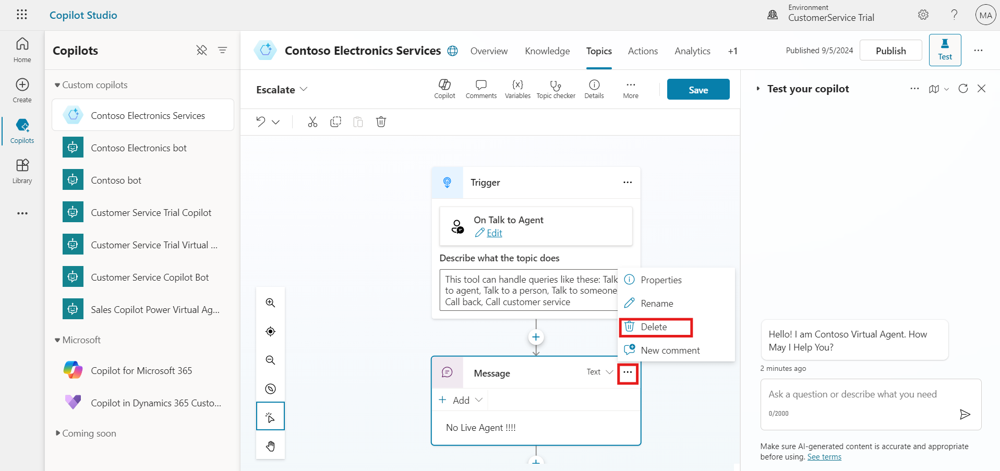 Copilot Studio
Environment
CustomerService Trial
MA
Home
Create
Copilots
Library
Copilots
Custom copilots
Contoso Electronics Services
Contoso Electronics bot
Contoso bot
Customer Service Trial Copilot
Customer Service Trial Virtual ...
Customer Service Copilot Bot
Sales Copilot Power Virtual Ag...
Microsoft
Copilot for Microsoft 365
Copilot in Dynamics 365 Custo...
Coming soon
Contoso Electronics Services
Overview
Knowledge
Topics
Actions
Analytics
+1
Published 9/5/2024
Publish
Test
Escalate
Copilot
Comments
Variables
Topic checker
Details
More
Save
Trigger
On Talk to Agent
Edit
Describe what the topic does
This tool can handle queries like these: Talk
to agent, Talk to a person, Talk to someone
Call back, Call customer service
Properties
Rename
Delete
New comment
Message
Text
Add
No Live Agent !!!!
Test your copilot
Hello! I am Contoso Virtual Agent. How
May I Help You?
2 minutes ago
Ask a question or describe what you need
0/2000
Make sure AI-generated content is accurate and appropriate
before using. See terms